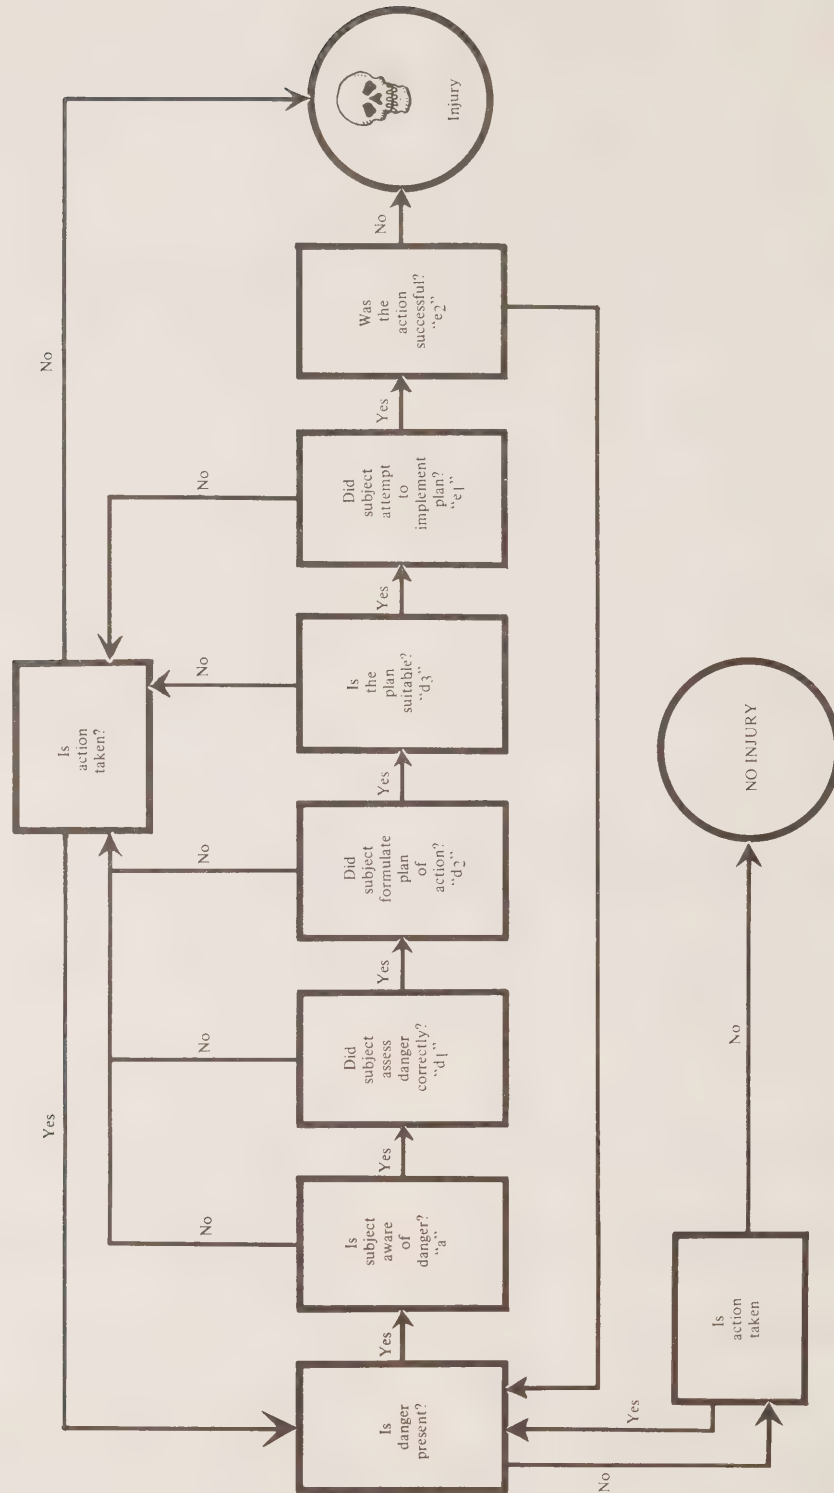 Is
danger
present?
Yes
Is
subject
aware
of
danger?
"a"
Yes
Did
subject
assess
danger
correctly?
"d1"
Yes
Did
subject
formulate
plan
of
action?
"d2"
Yes
Is
the
plan
suitable?
"d3"
Yes
Did
subject
attempt
to
implement
plan?
"e1"
Yes
Was
the
action
successful?
"e2"
No
Injury
No
No
No
No
No
Is
action
taken?
Yes
No
No
Yes
Is
action
taken
No
NO INJURY